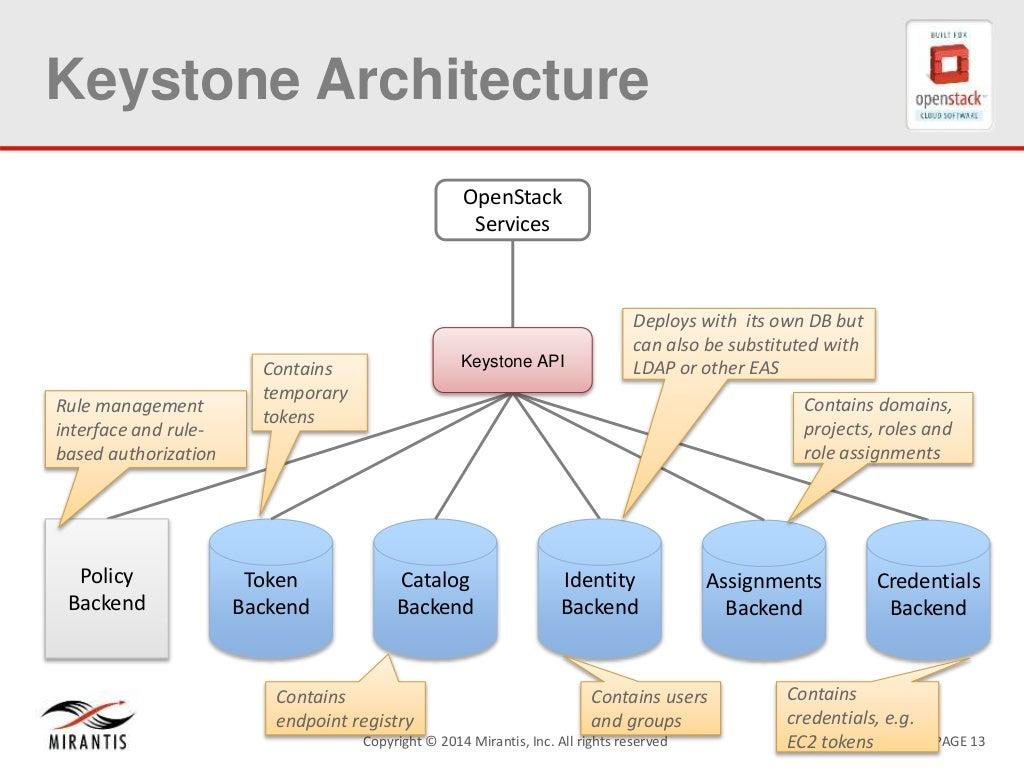 Keystone Architecture
BUILT FOR
openstack™
CLOUD SOFTWARE
OpenStack
Services
Keystone API
Deploys with its own DB but
can also be substituted with
LDAP or other EAS
Contains
temporary
tokens
Rule management
interface and rule-
based authorization
Contains domains,
projects, roles and
role assignments
Policy
Backend
Token
Backend
Catalog
Backend
Identity
Backend
Assignments
Backend
Credentials
Backend
Contains
endpoint registry
Contains users
and groups
Contains
credentials, e.g.
EC2 tokens
MIRANTIS
Copyright © 2014 Mirantis, Inc. All rights reserved
PAGE 13